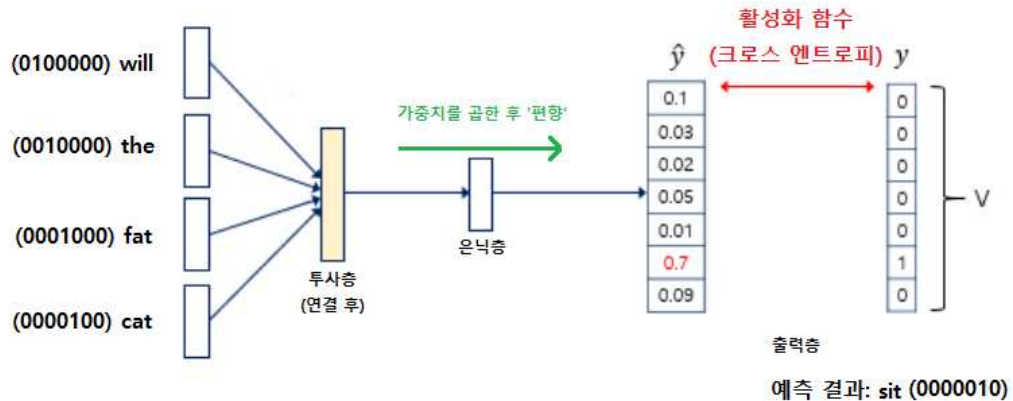 (0100000) will
(0010000) the
(0001000) fat
(0000100) cat
투사층
(연결 후)
가중치를 곱한 후 '편향'
은닉층
활성화 함수
(크로스 엔트로피)
ŷ
y
0.1
0.03
0.02
0.05
0.01
0.7
0.09
0
0
0
0
0
1
0
V
출력층
예측 결과: sit (0000010)